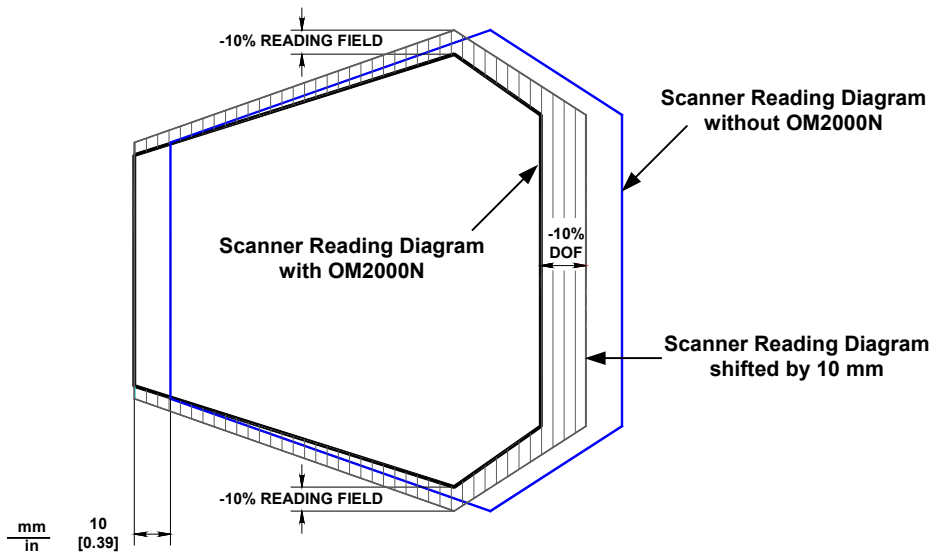 -10% READING FIELD
Scanner Reading Diagram
without OM2000N
Scanner Reading Diagram
with OM2000N
-10%
DOF
Scanner Reading Diagram
shifted by 10 mm
-10% READING FIELD
mm
in
10
[0.39]